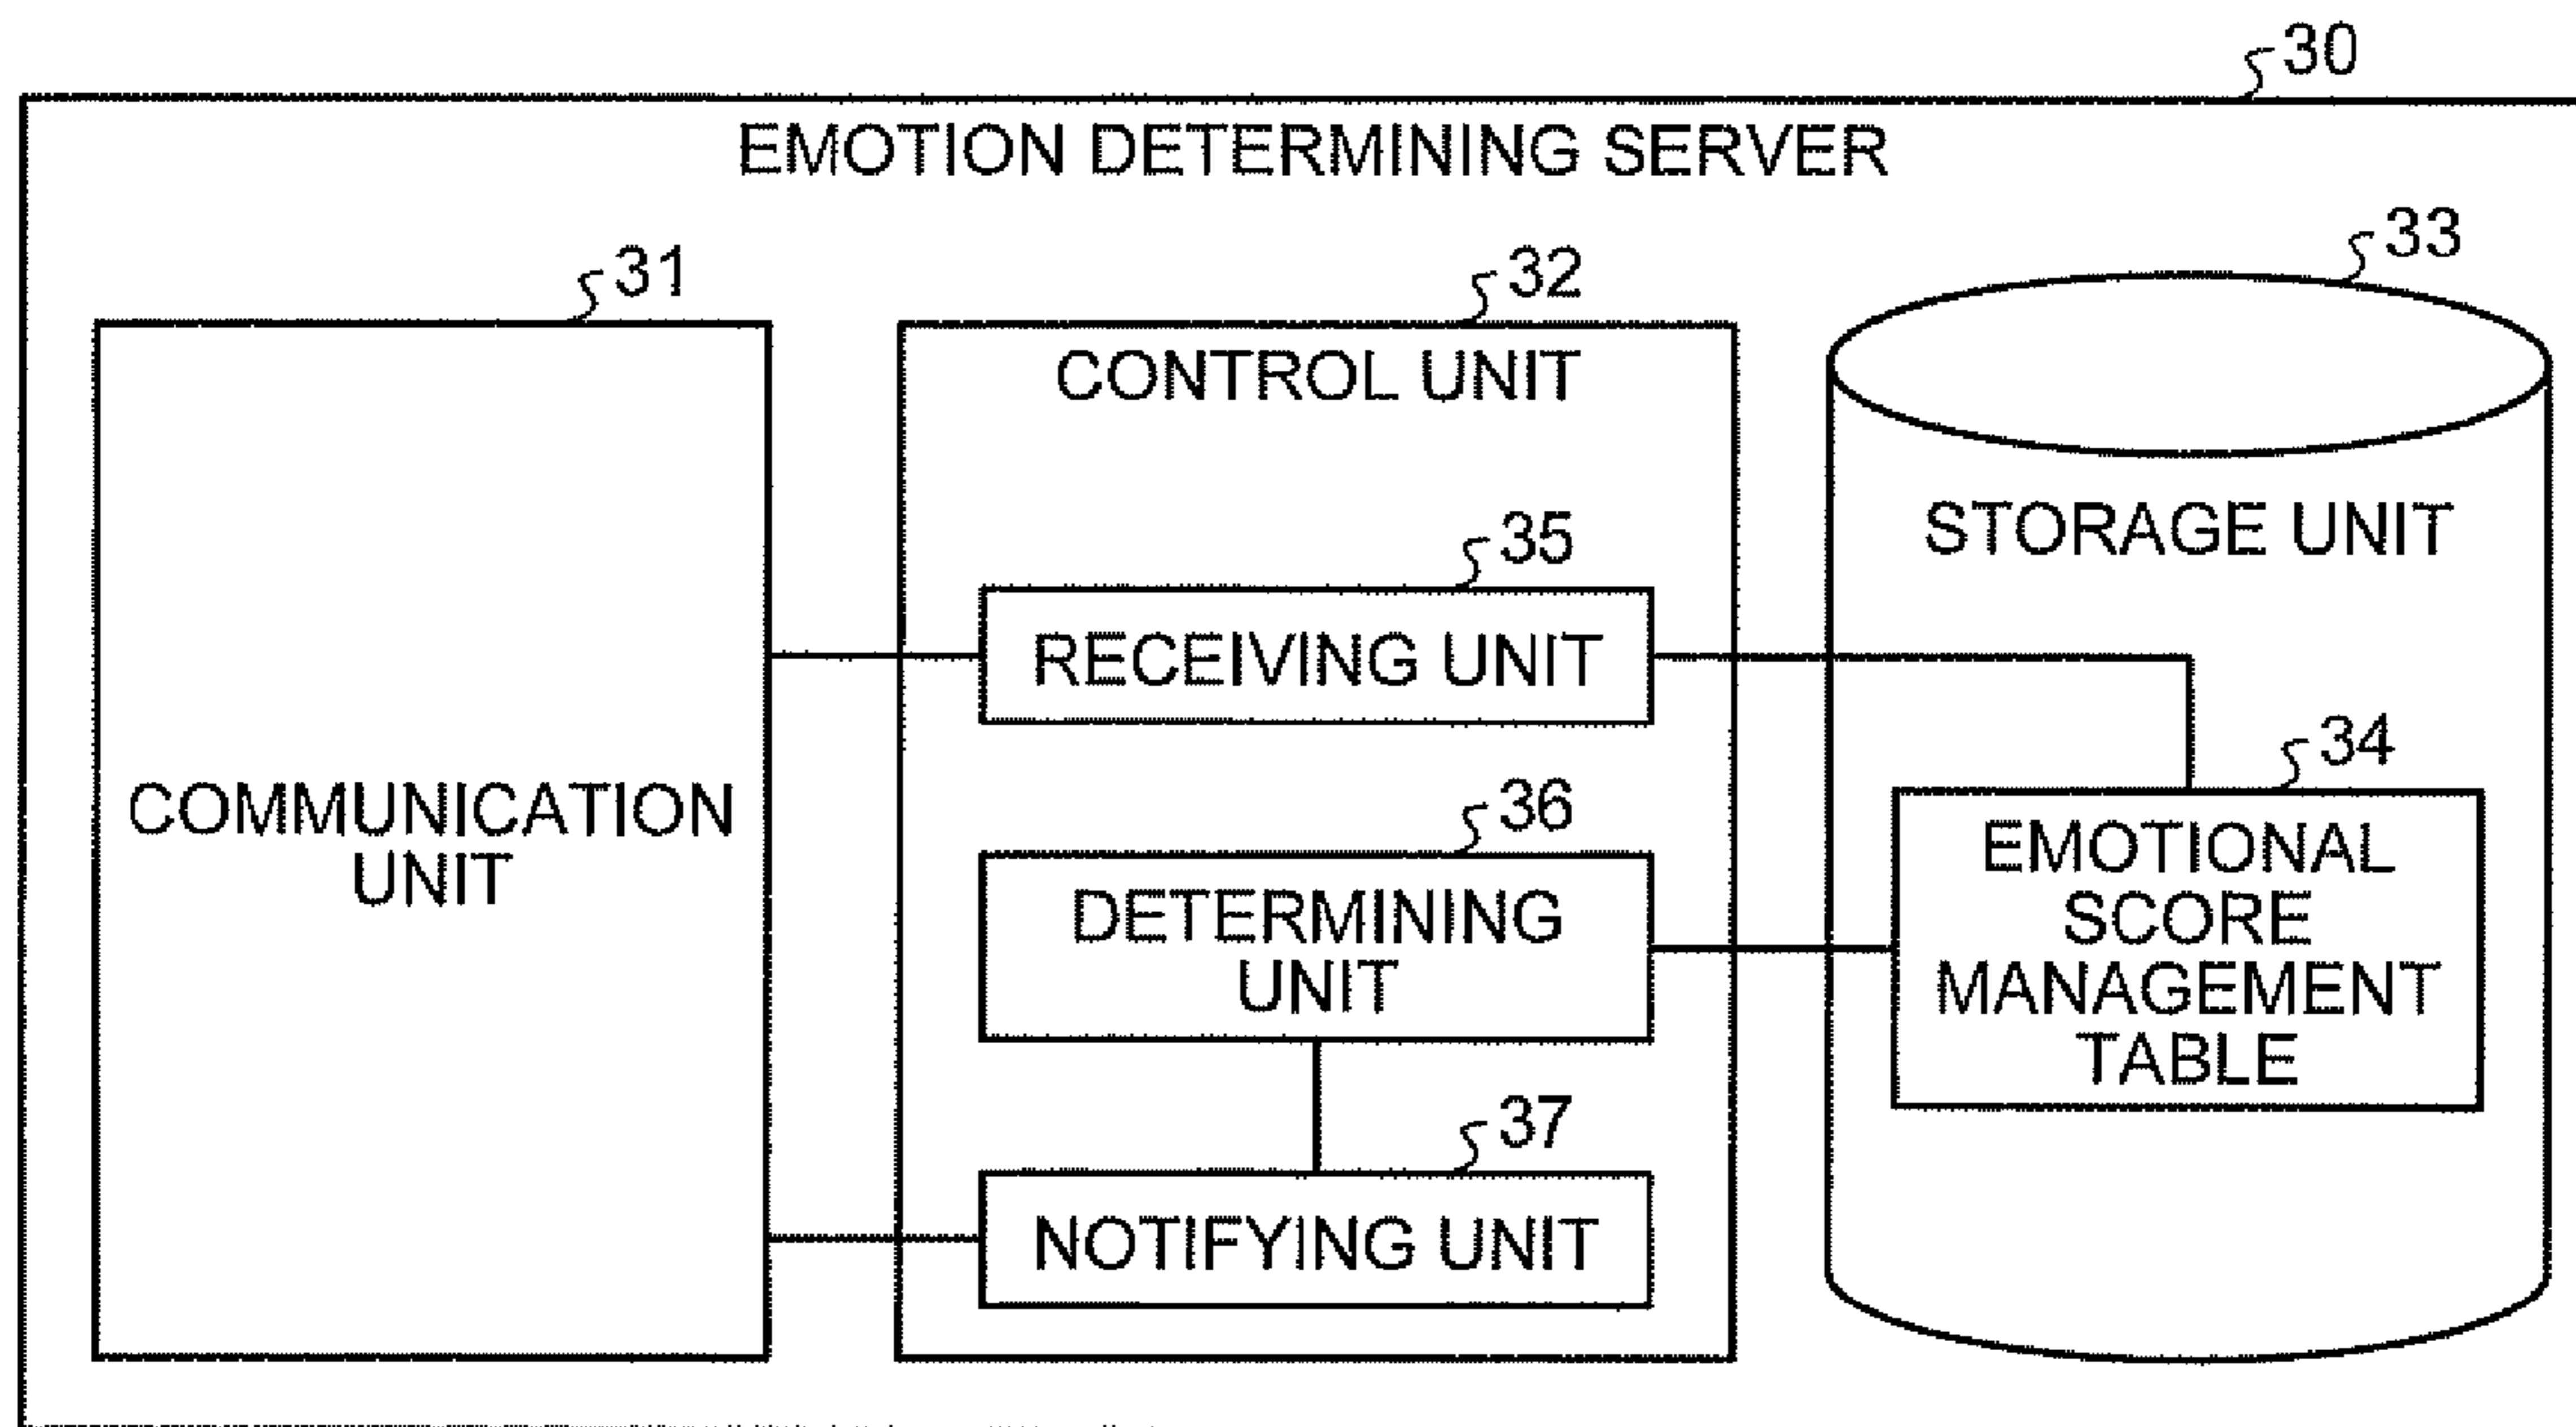 30
EMOTION DETERMINING SERVER
31
COMMUNICATION
UNIT
32
CONTROL UNIT
35
RECEIVING UNIT
36
DETERMINING
UNIT
37
NOTIFYING UNIT
33
STORAGE UNIT
34
EMOTIONAL
SCORE
MANAGEMENT
TABLE